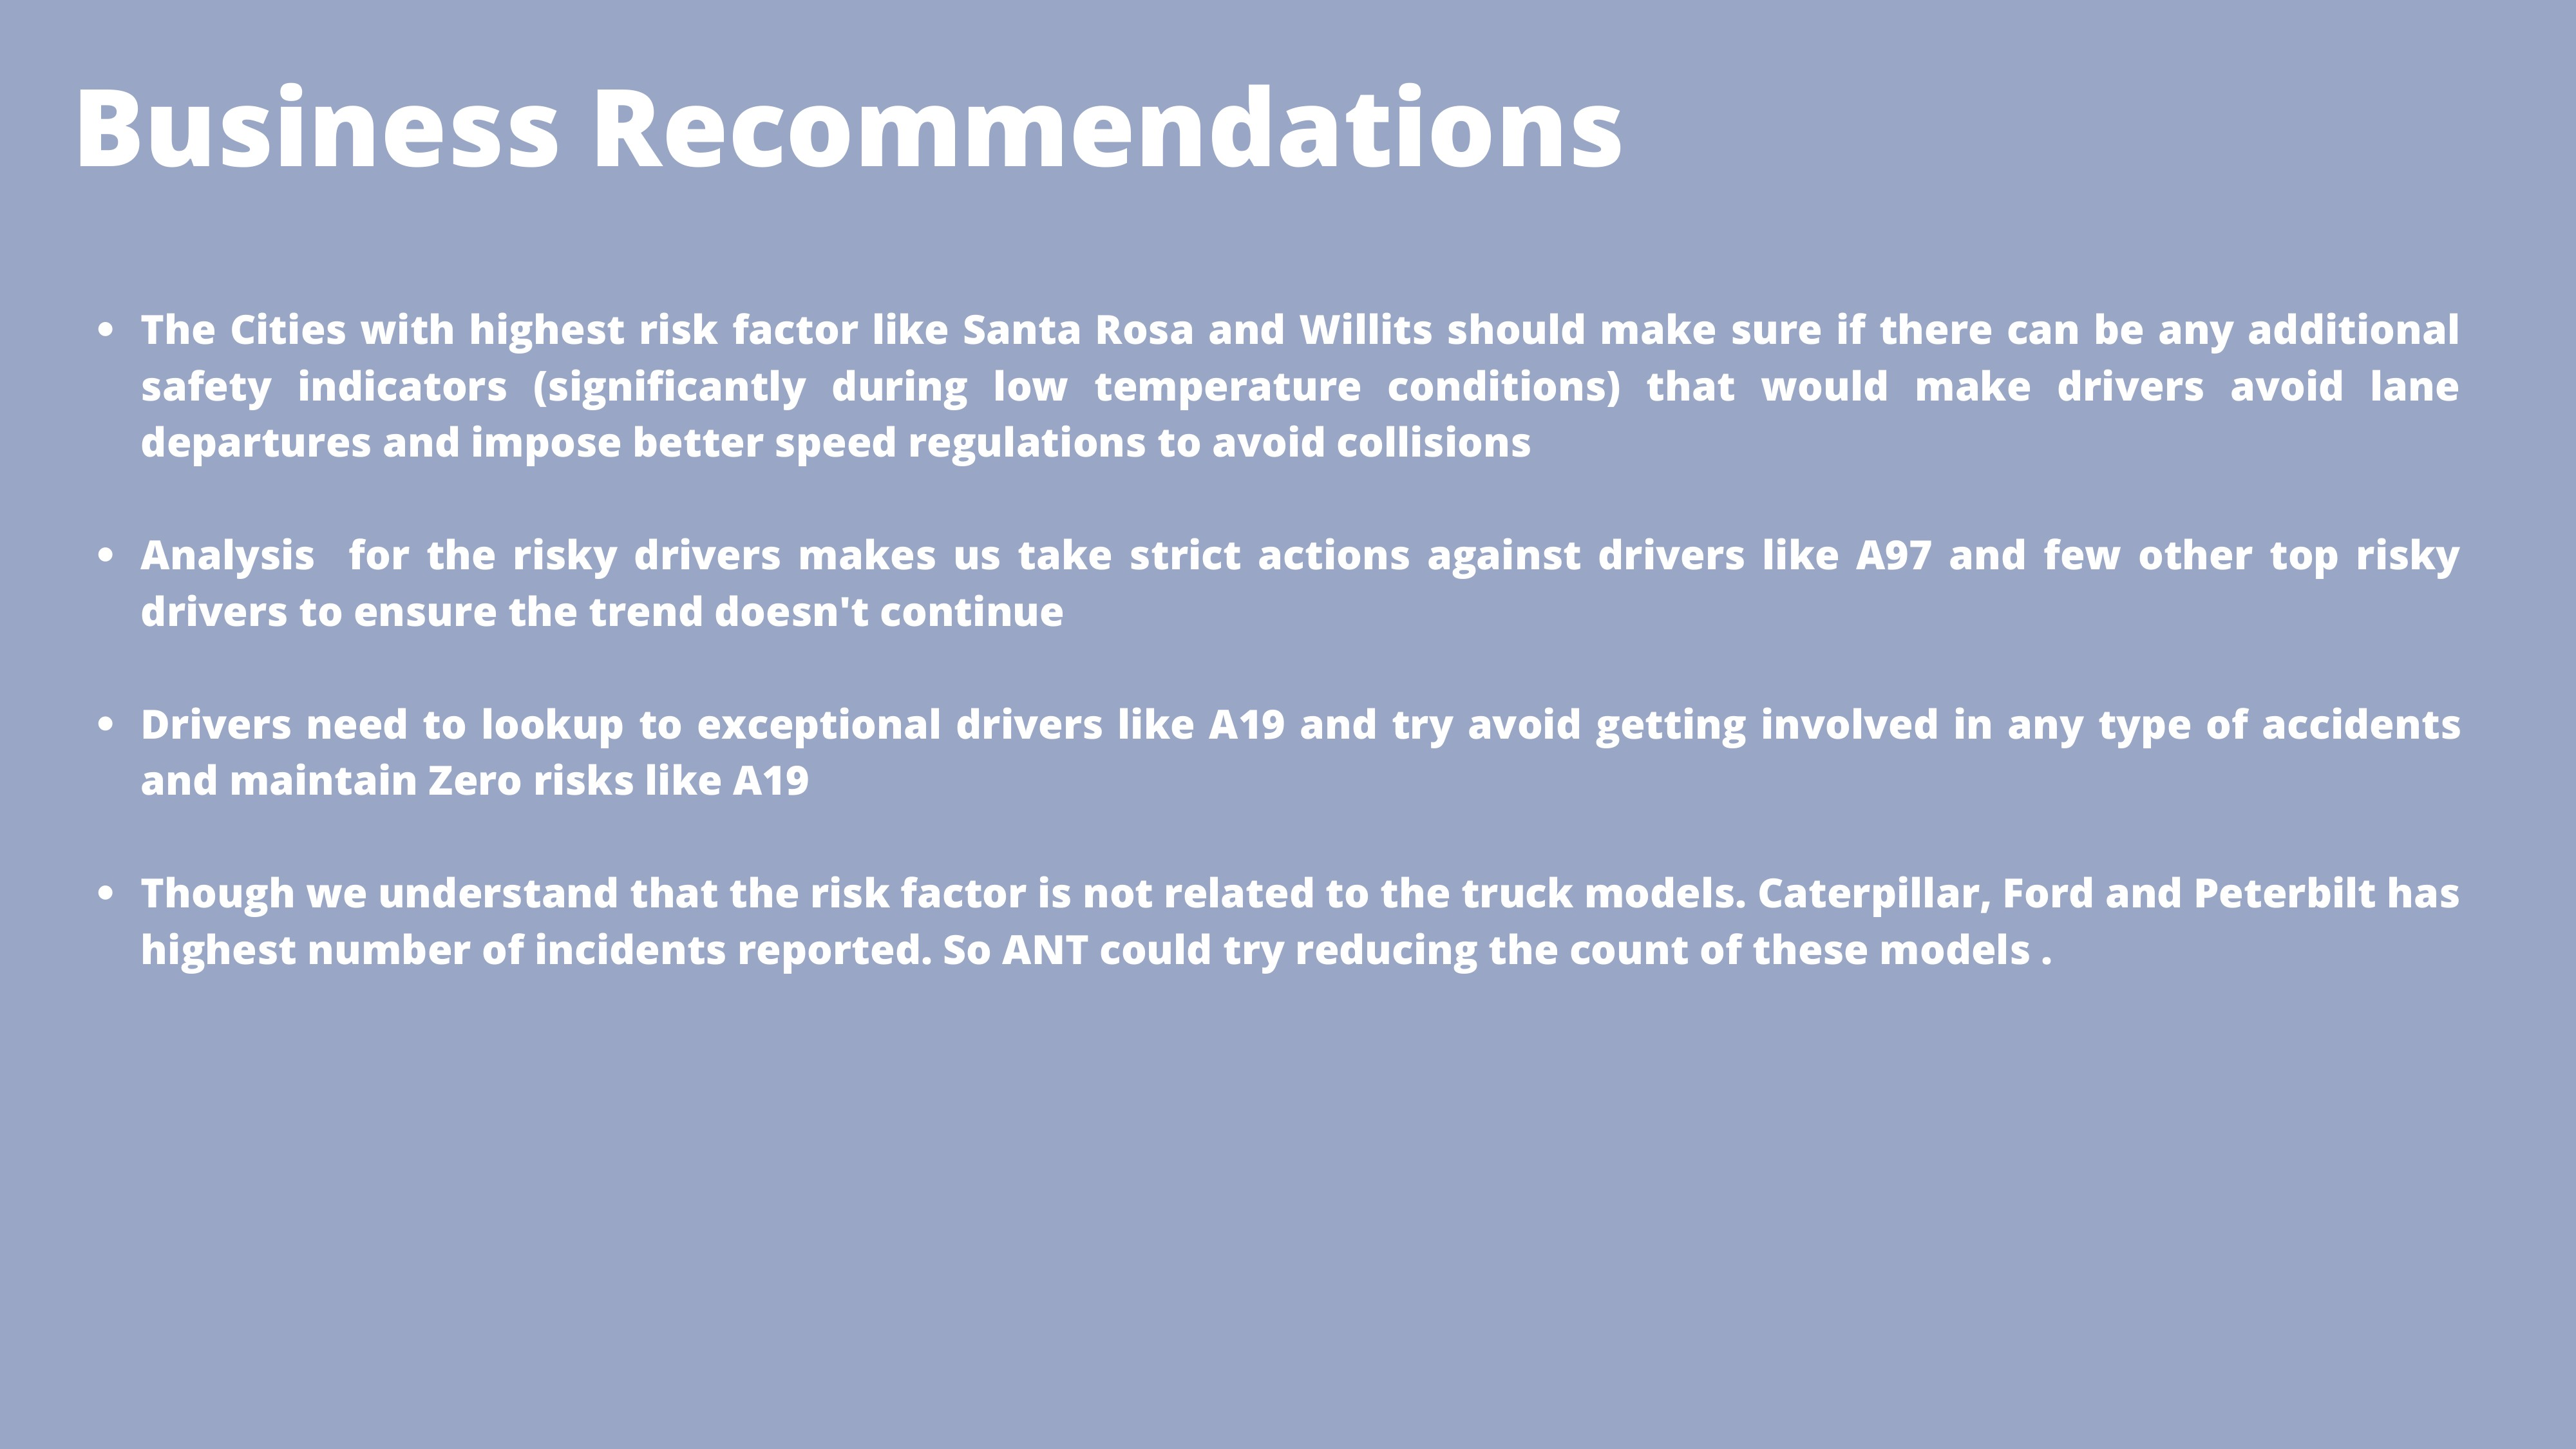 Business Recommendations
• The Cities with highest risk factor like Santa Rosa and Willits should make sure if there can be any additional
safety indicators (significantly during low temperature conditions) that would make drivers avoid lane
departures and impose better speed regulations to avoid collisions
• Analysis  for the risky drivers makes us take strict actions against drivers like A97 and few other top risky
drivers to ensure the trend doesn't continue
• Drivers need to lookup to exceptional drivers like A19 and try avoid getting involved in any type of accidents
and maintain Zero risks like A19
• Though we understand that the risk factor is not related to the truck models. Caterpillar, Ford and Peterbilt has
highest number of incidents reported. So ANT could try reducing the count of these models .